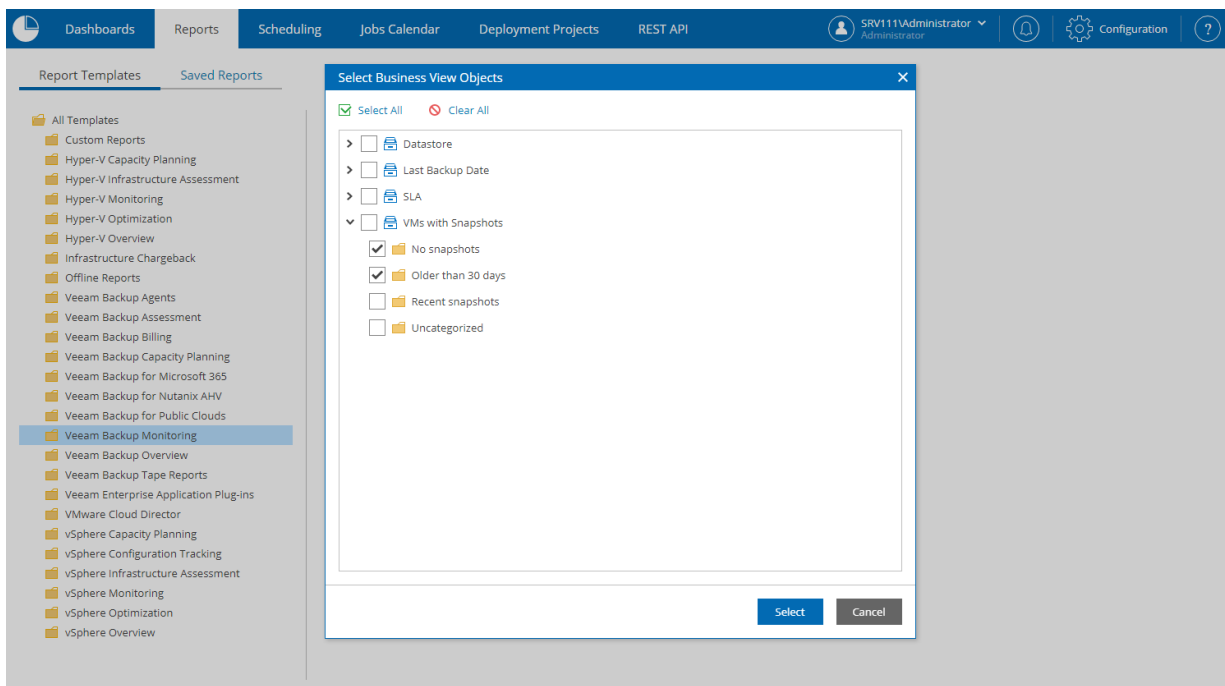 Dashboards Reports Scheduling Jobs Calendar Deployment Projects REST API SRV111\Administrator Configuration ?
Administrator
Report Templates Saved Reports
All Templates
Custom Reports
Hyper-V Capacity Planning
Hyper-V Infrastructure Assessment
Hyper-V Monitoring
Hyper-V Optimization
Hyper-V Overview
Infrastructure Chargeback
Offline Reports
Veeam Backup Agents
Veeam Backup Assessment
Veeam Backup Billing
Veeam Backup Capacity Planning
Veeam Backup for Microsoft 365
Veeam Backup for Nutanix AHV
Veeam Backup for Public Clouds
Veeam Backup Monitoring
Veeam Backup Overview
Veeam Backup Tape Reports
Veeam Enterprise Application Plug-ins
VMware Cloud Director
vSphere Capacity Planning
vSphere Configuration Tracking
vSphere Infrastructure Assessment
vSphere Monitoring
vSphere Optimization
vSphere Overview
Select Business View Objects
Select All Clear All
Datastore
Last Backup Date
SLA
VMs with Snapshots
No snapshots
Older than 30 days
Recent snapshots
Uncategorized
Select Cancel